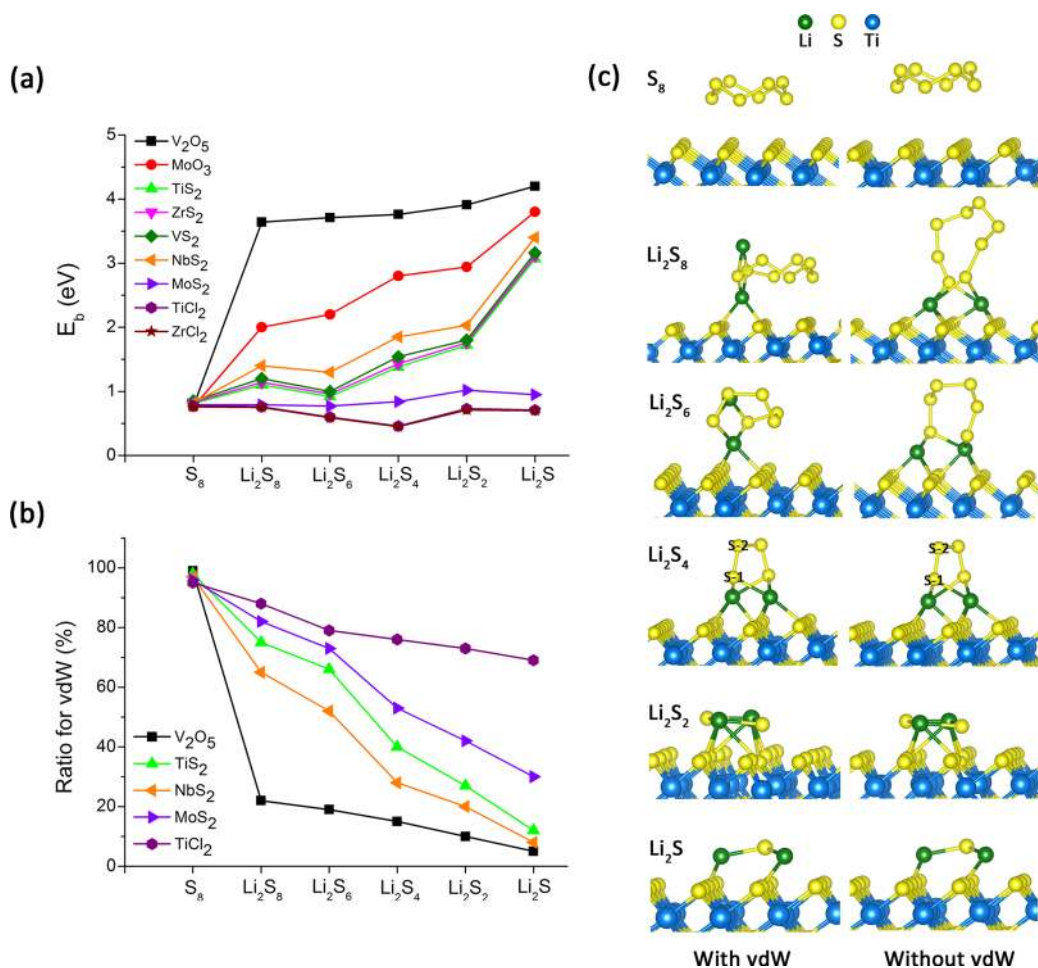 Li S Ti
(a)
5
4
3
2
1
0
E_b (eV)
V₂O₅
MoO₃
TiS₂
ZrS₂
VS₂
NbS₂
MoS₂
TiCl₂
ZrCl₂
S₈ Li₂S₈ Li₂S₆ Li₂S₄ Li₂S₂ Li₂S
(b)
100
80
60
40
20
0
Ratio for vdW (%)
V₂O₅
TiS₂
NbS₂
MoS₂
TiCl₂
S₈ Li₂S₈ Li₂S₆ Li₂S₄ Li₂S₂ Li₂S
(c)
S₈
Li₂S₈
Li₂S₆
Li₂S₄
S-2 S-2
S-1 S-1
Li₂S₂
Li₂S
With vdW Without vdW